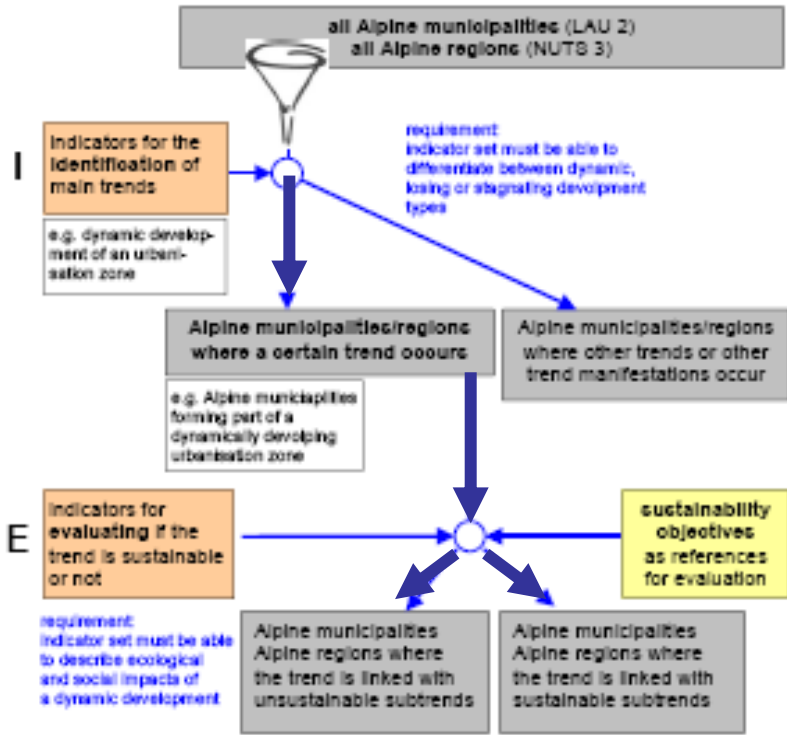 all Alpine municipalities (LAU 2)
all Alpine regions (NUTS 3)
I
Indicators for the
identification of
main trends
requirement:
indicator set must be able to
differentiate between dynamic,
losing or stagnating devolpment
types
e.g. dynamic develop-
ment of an urbani-
sation zone
Alpine municipalities/regions
where a certain trend occurs
Alpine municipalities/regions
where other trends or other
trend manifestations occur
e.g. Alpine municiaplities
forming part of a
dynamically devolping
urbanisation zone
E
Indicators for
evaluating if the
trend is sustainable
or not
sustainability
objectives
as references
for evaluation
requirement:
indicator set must be able
to describe ecological
and social impacts of
a dynamic development
Alpine municipalities
Alpine regions where
the trend is linked with
unsustainable subtrends
Alpine municipalities
Alpine regions where
the trend is linked with
sustainable subtrends